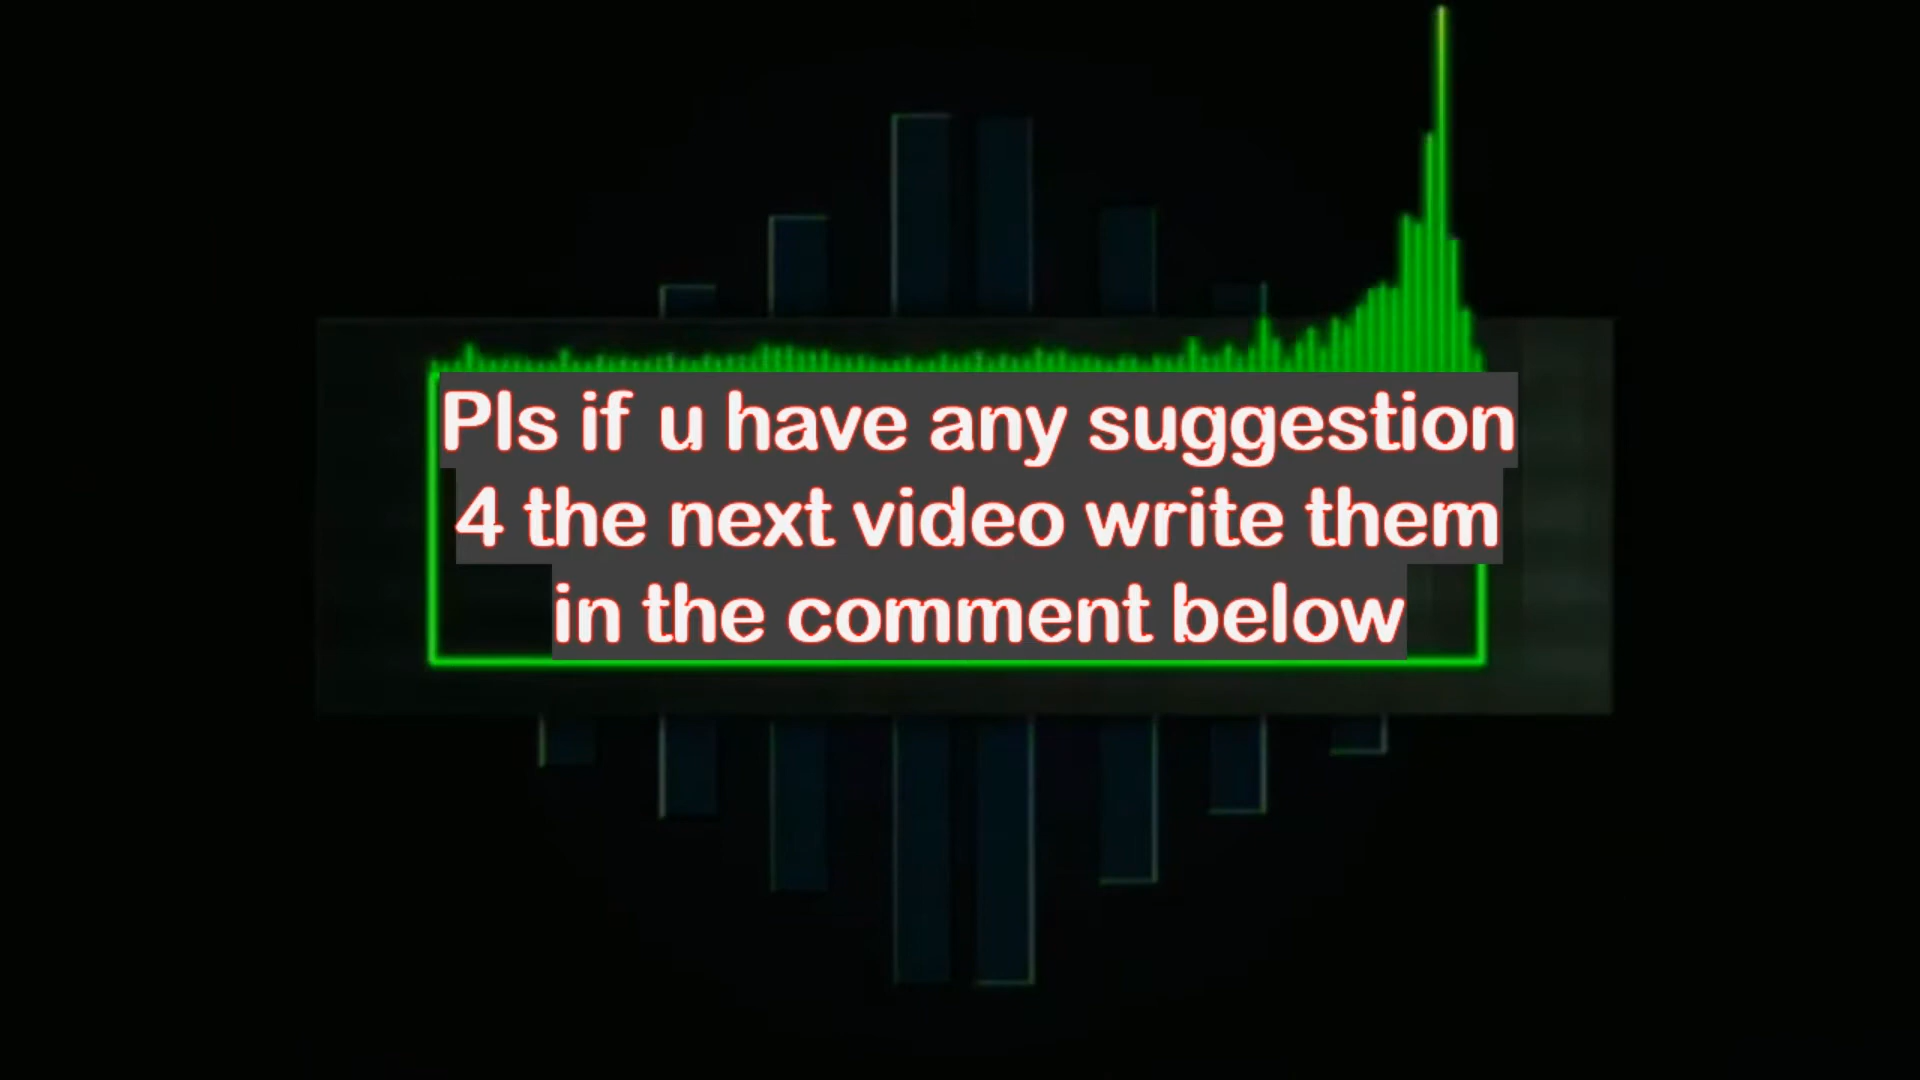 Pls if u have any suggestion
4 the next video write them
in the comment below